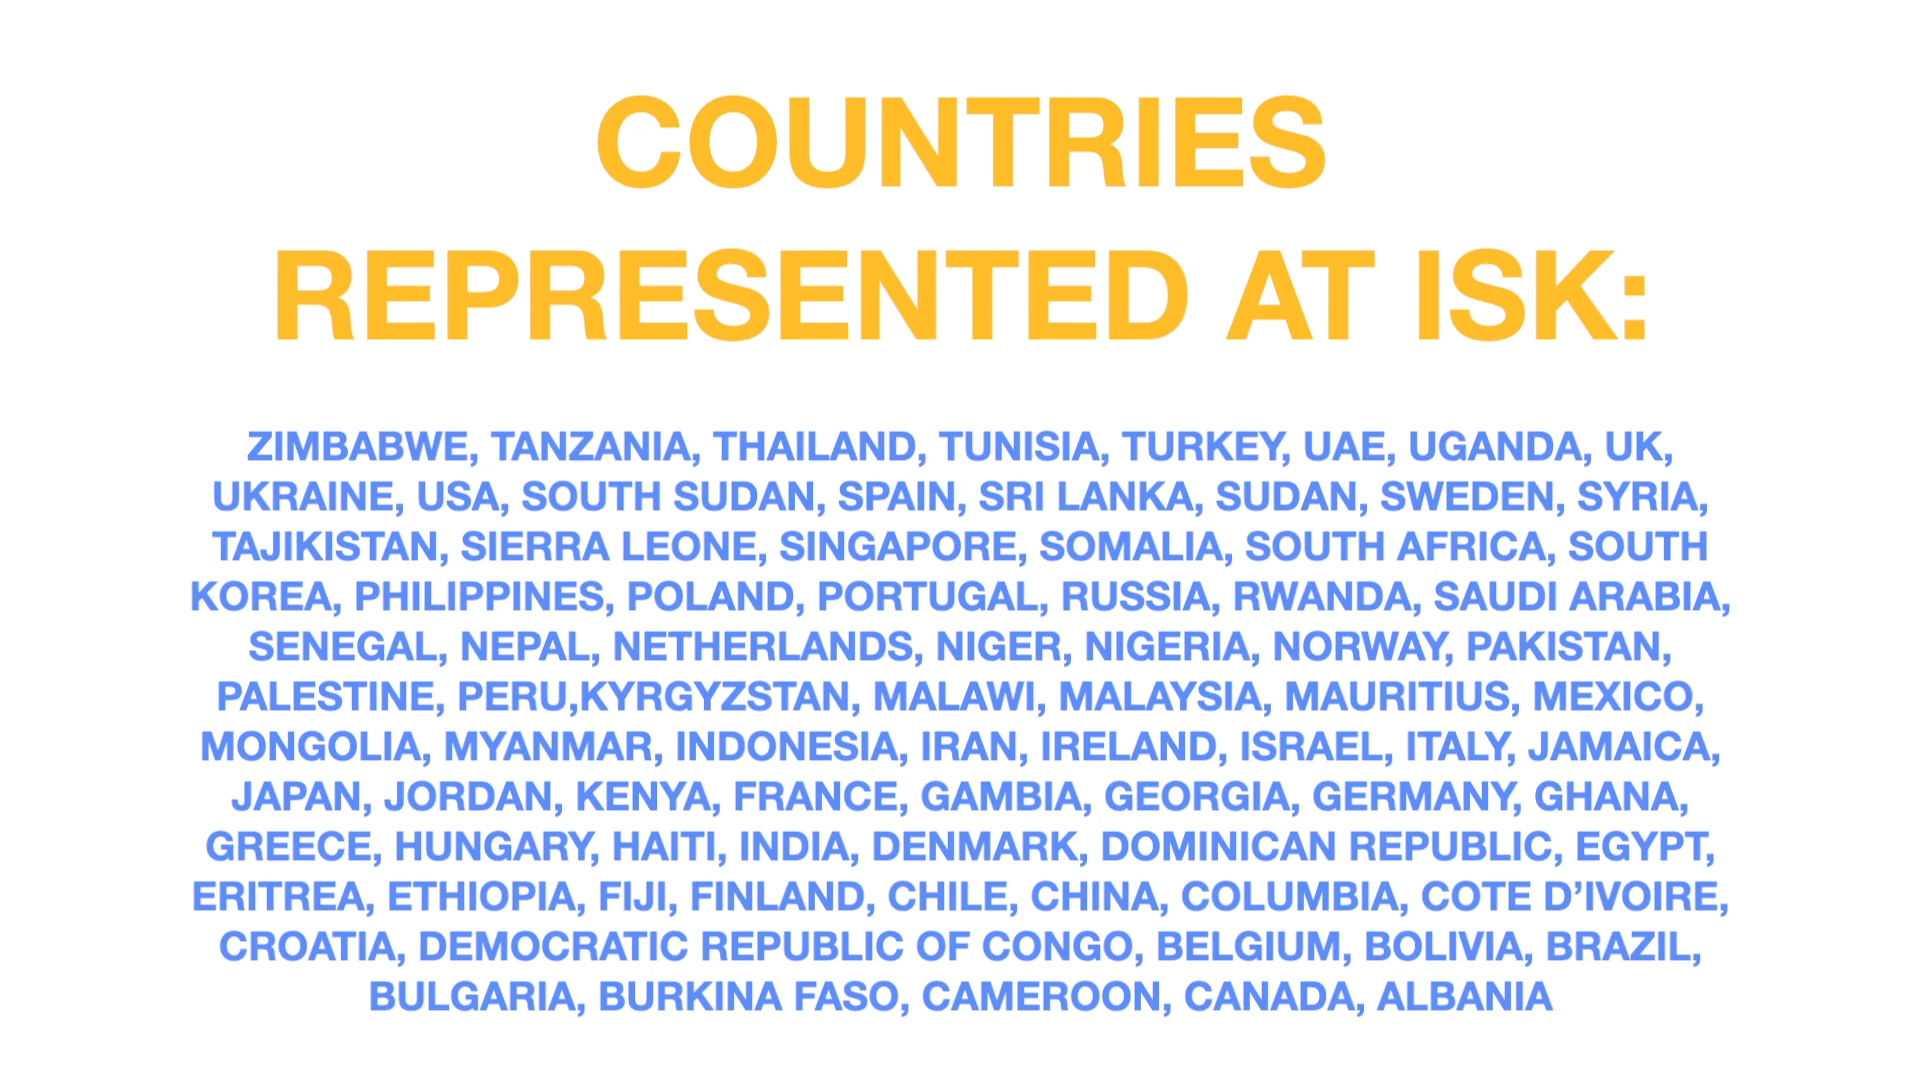 COUNTRIES
REPRESENTED AT ISK:
ZIMBABWE, TANZANIA, THAILAND, TUNISIA, TURKEY, UAE, UGANDA, UK,
UKRAINE, USA, SOUTH SUDAN, SPAIN, SRI LANKA, SUDAN, SWEDEN, SYRIA,
TAJIKISTAN, SIERRA LEONE, SINGAPORE, SOMALIA, SOUTH AFRICA, SOUTH
KOREA, PHILIPPINES, POLAND, PORTUGAL, RUSSIA, RWANDA, SAUDI ARABIA,
SENEGAL, NEPAL, NETHERLANDS, NIGER, NIGERIA, NORWAY, PAKISTAN,
PALESTINE, PERU,KYRGYZSTAN, MALAWI, MALAYSIA, MAURITIUS, MEXICO,
MONGOLIA, MYANMAR, INDONESIA, IRAN, IRELAND, ISRAEL, ITALY, JAMAICA,
JAPAN, JORDAN, KENYA, FRANCE, GAMBIA, GEORGIA, GERMANY, GHANA,
GREECE, HUNGARY, HAITI, INDIA, DENMARK, DOMINICAN REPUBLIC, EGYPT,
ERITREA, ETHIOPIA, FIJI, FINLAND, CHILE, CHINA, COLUMBIA, COTE D’IVOIRE,
CROATIA, DEMOCRATIC REPUBLIC OF CONGO, BELGIUM, BOLIVIA, BRAZIL,
BULGARIA, BURKINA FASO, CAMEROON, CANADA, ALBANIA